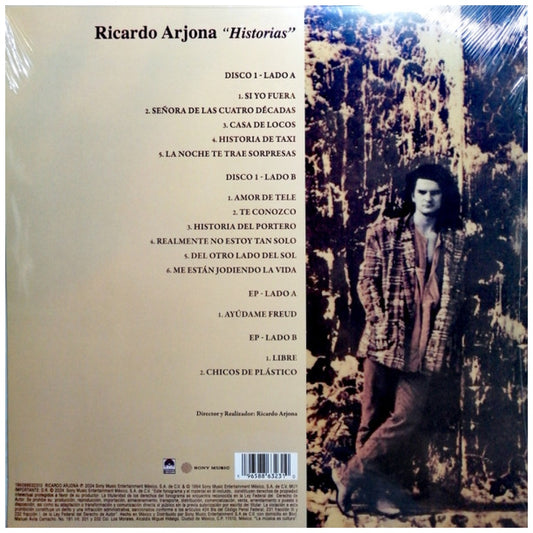 Ricardo Arjona "Historias"
DISCO 1 - LADO A
1. SI YO FUERA
2. SEÑORA DE LAS CUATRO DÉCADAS
3. CASA DE LOCOS
4. HISTORIA DE TAXI
5. LA NOCHE TE TRAE SORPRESAS
DISCO 1 - LADO B
1. AMOR DE TELE
2. TE CONOZCO
3. HISTORIA DEL PORTERO
4. REALMENTE NO ESTOY TAN SOLO
5. DEL OTRO LADO DEL SOL
6. ME ESTÁN JODIENDO LA VIDA
EP - LADO A
1. AYÚDAME FREUD
EP - LADO B
1. LIBRE
2. CHICOS DE PLÁSTICO
Director y Realizador: Ricardo Arjona
SONY MUSIC